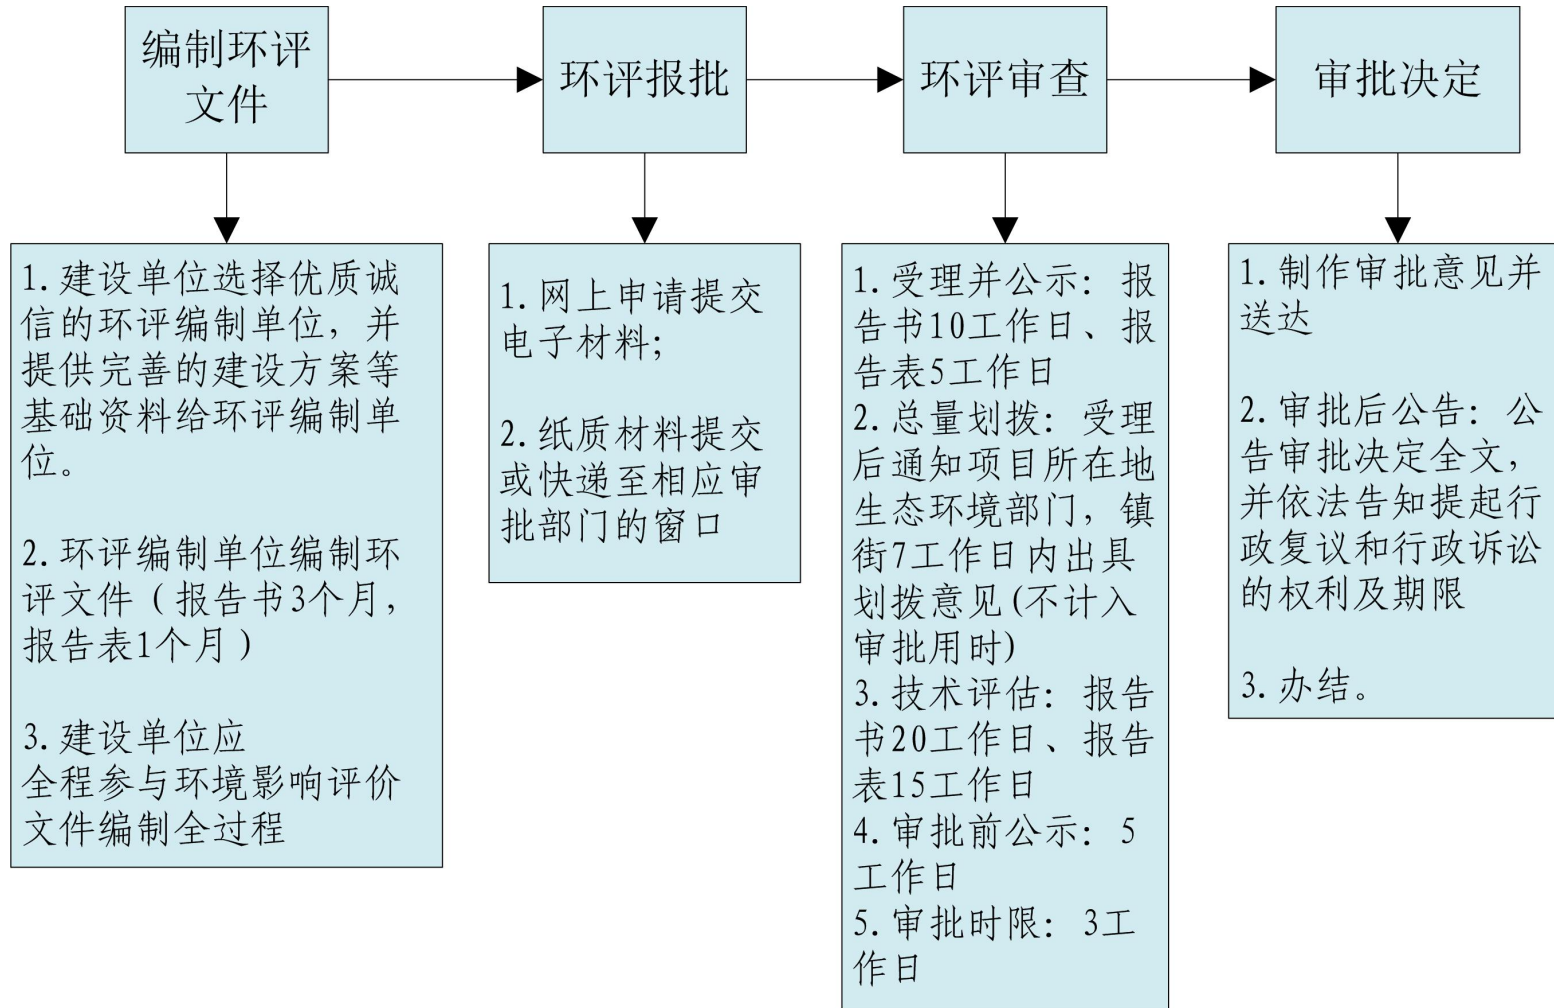 编制环评
文件
环评报批
环评审查
审批决定
1.建设单位选择优质诚
信的环评编制单位，并
提供完善的建设方案等
基础资料给环评编制单
位。
2.环评编制单位编制环
评文件（报告书3个月，
报告表1个月）
3.建设单位应
全程参与环境影响评价
文件编制全过程
1.网上申请提交
电子材料；
2.纸质材料提交
或快递至相应审
批部门的窗口
1.受理并公示：报
告书10工作日、报
告表5工作日
2.总量划拨：受理
后通知项目所在地
生态环境部门，镇
街7工作日内出具
划拨意见(不计入
审批用时)
3.技术评估：报告
书20工作日、报告
表15工作日
4.审批前公示：5
工作日
5.审批时限：3工
作日
1.制作审批意见并
送达
2.审批后公告：公
告审批决定全文，
并依法告知提起行
政复议和行政诉讼
的权利及期限
3.办结。